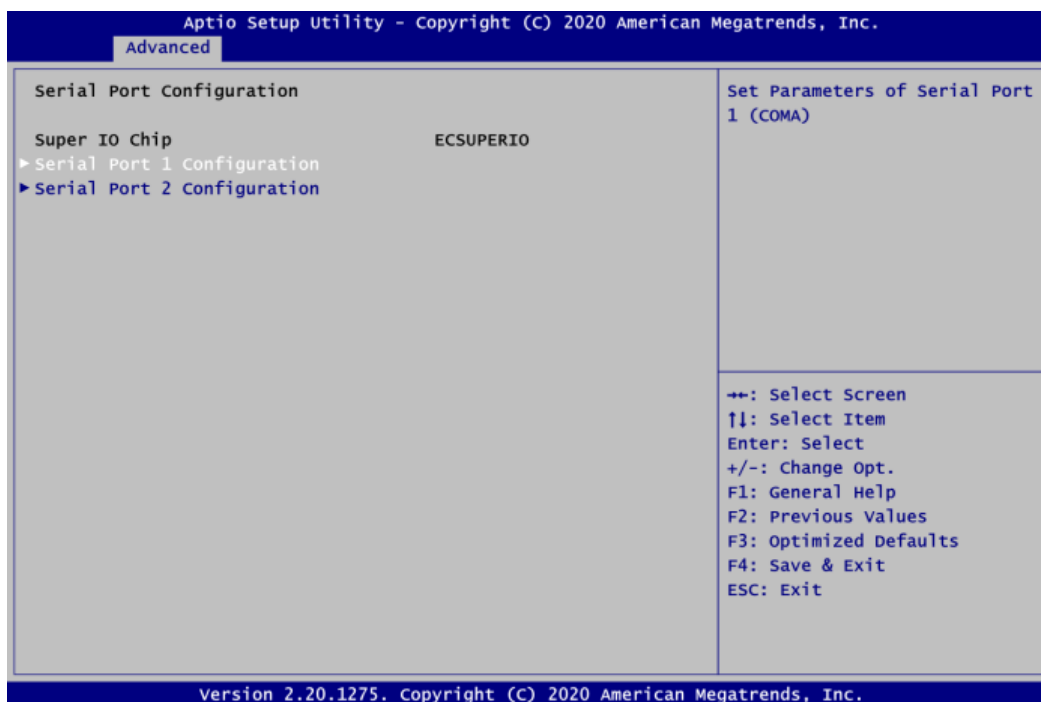 Aptio Setup Utility - Copyright (C) 2020 American Megatrends, Inc.
Advanced
Serial Port Configuration
Super IO Chip ECSUPERIO
►Serial Port 1 Configuration
►Serial Port 2 Configuration
Set Parameters of Serial Port
1 (COMA)
→←: Select Screen
↑↓: Select Item
Enter: Select
+/-: Change Opt.
F1: General Help
F2: Previous Values
F3: Optimized Defaults
F4: Save & Exit
ESC: Exit
Version 2.20.1275. Copyright (C) 2020 American Megatrends, Inc.